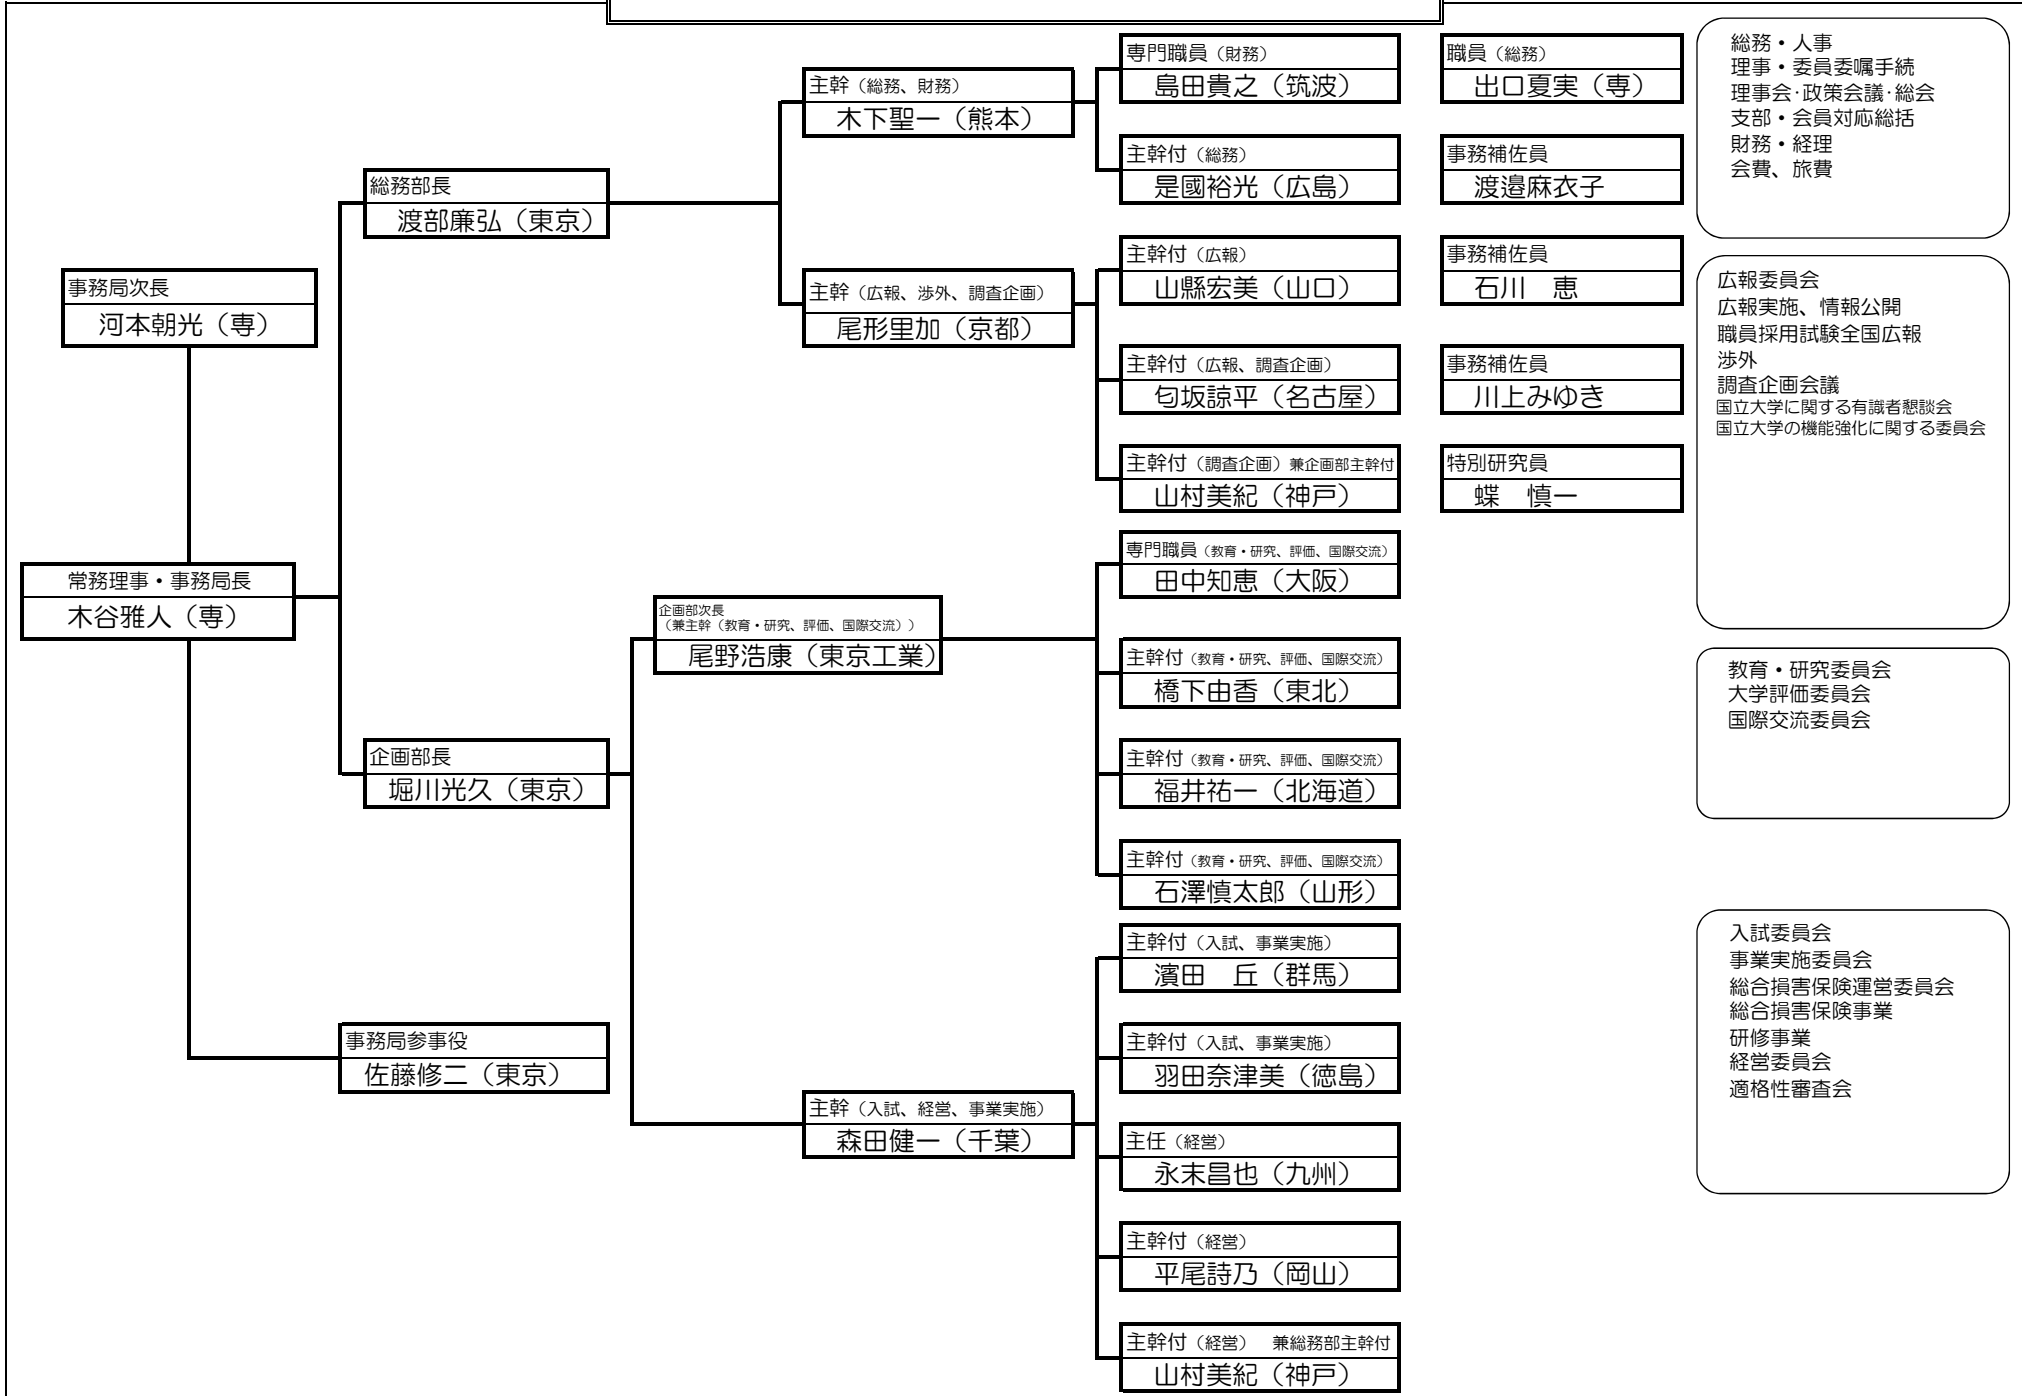 事務局次長
河本朝光（専）
常務理事・事務局長
木谷雅人（専）
総務部長
渡部廉弘（東京）
企画部長
堀川光久（東京）
事務局参事役
佐藤修二（東京）
主幹（総務、財務）
木下聖一（熊本）
主幹（広報、渉外、調査企画）
尾形里加（京都）
企画部次長
（兼主幹（教育・研究、評価、国際交流））
尾野浩康（東京工業）
主幹（入試、経営、事業実施）
森田健一（千葉）
専門職員（財務）
島田貴之（筑波）
主幹付（総務）
是國裕光（広島）
主幹付（広報）
山縣宏美（山口）
主幹付（広報、調査企画）
匂坂諒平（名古屋）
主幹付（調査企画）兼企画部主幹付
山村美紀（神戸）
専門職員（教育・研究、評価、国際交流）
田中知恵（大阪）
主幹付（教育・研究、評価、国際交流）
橋下由香（東北）
主幹付（教育・研究、評価、国際交流）
福井祐一（北海道）
主幹付（教育・研究、評価、国際交流）
石澤慎太郎（山形）
主幹付（入試、事業実施）
濱田　丘（群馬）
主幹付（入試、事業実施）
羽田奈津美（徳島）
主任（経営）
永末昌也（九州）
主幹付（経営）
平尾詩乃（岡山）
主幹付（経営）　兼総務部主幹付
山村美紀（神戸）
職員（総務）
出口夏実（専）
事務補佐員
渡邉麻衣子
事務補佐員
石川　恵
事務補佐員
川上みゆき
特別研究員
蝶　慎一
総務・人事
理事・委員委嘱手続
理事会･政策会議･総会
支部・会員対応総括
財務・経理
会費、旅費
広報委員会
広報実施、情報公開
職員採用試験全国広報
渉外
調査企画会議
国立大学に関する有識者懇談会
国立大学の機能強化に関する委員会
教育・研究委員会
大学評価委員会
国際交流委員会
入試委員会
事業実施委員会
総合損害保険運営委員会
総合損害保険事業
研修事業
経営委員会
適格性審査会